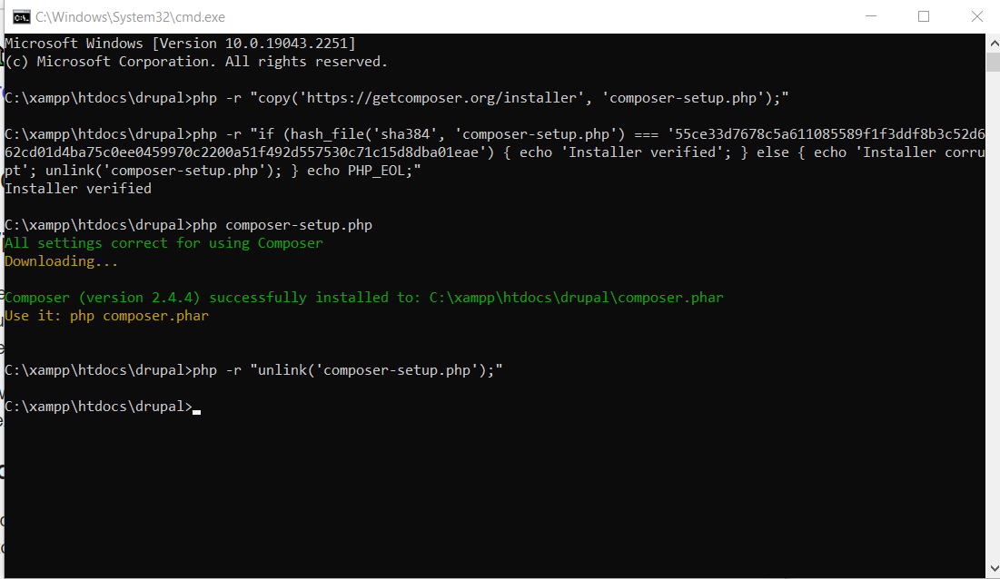 C:\Windows\System32\cmd.exe
Microsoft Windows [Version 10.0.19043.2251]
(c) Microsoft Corporation. All rights reserved.
C:\xampp\htdocs\drupal>php -r "copy('https://getcomposer.org/installer', 'composer-setup.php');"
C:\xampp\htdocs\drupal>php -r "if (hash_file('sha384', 'composer-setup.php') === '55ce33d7678c5a611085589f1f3ddf8b3c52d6
62cd01d4ba75c0ee0459970c2200a51f492d557530c71c15d8dba01eae') { echo 'Installer verified'; } else { echo 'Installer corru
pt'; unlink('composer-setup.php'); } echo PHP_EOL;"
Installer verified
C:\xampp\htdocs\drupal>php composer-setup.php
All settings correct for using Composer
Downloading...
Composer (version 2.4.4) successfully installed to: C:\xampp\htdocs\drupal\composer.phar
Use it: php composer.phar
C:\xampp\htdocs\drupal>php -r "unlink('composer-setup.php');"
C:\xampp\htdocs\drupal>